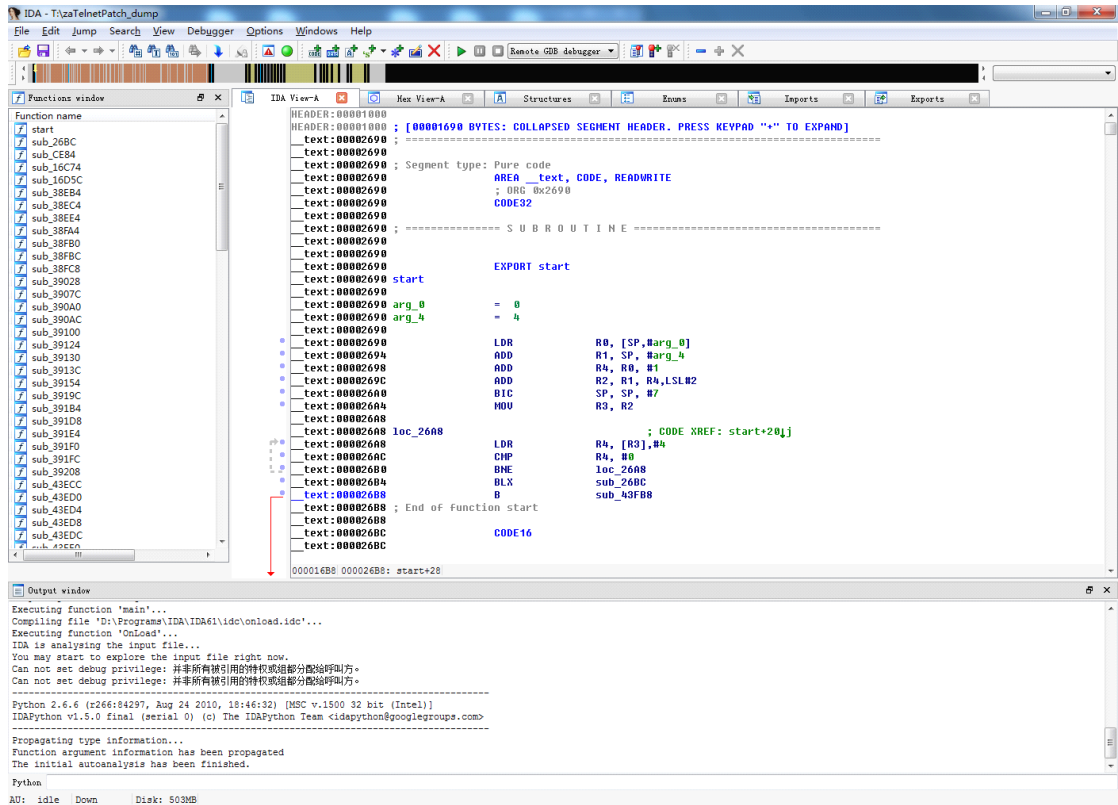 IDA - T:\zaTelnetPatch_dump
File Edit Jump Search View Debugger Options Windows Help
Remote GDB debugger
Functions window
IDA View-A Hex View-A Structures Enums Imports Exports
Function name
start
sub_26BC
sub_CE84
sub_16C74
sub_16D5C
sub_38EB4
sub_38EC4
sub_38EE4
sub_38FA4
sub_38FB0
sub_38FBC
sub_38FC8
sub_39028
sub_3907C
sub_390A0
sub_390AC
sub_39100
sub_39124
sub_39130
sub_3913C
sub_39154
sub_3919C
sub_391B4
sub_391D8
sub_391E4
sub_391F0
sub_391FC
sub_39208
sub_43ECC
sub_43ED0
sub_43ED4
sub_43ED8
sub_43EDC
sub_43EE0
HEADER:00001000
HEADER:00001000 ; [00001690 BYTES: COLLAPSED SEGMENT HEADER. PRESS KEYPAD "+" TO EXPAND]
__text:00002690 ; ===========================================================================
__text:00002690
__text:00002690 ; Segment type: Pure code
__text:00002690 AREA __text, CODE, READWRITE
__text:00002690 ; ORG 0x2690
__text:00002690 CODE32
__text:00002690
__text:00002690 ; =============== S U B R O U T I N E =======================================
__text:00002690
__text:00002690
__text:00002690 EXPORT start
__text:00002690 start
__text:00002690
__text:00002690 arg_0 = 0
__text:00002690 arg_4 = 4
__text:00002690
__text:00002690 LDR R0, [SP,#arg_0]
__text:00002694 ADD R1, SP, #arg_4
__text:00002698 ADD R4, R0, #1
__text:0000269C ADD R2, R1, R4,LSL#2
__text:000026A0 BIC SP, SP, #7
__text:000026A4 MOV R3, R2
__text:000026A8
__text:000026A8 loc_26A8 ; CODE XREF: start+20↓j
__text:000026A8 LDR R4, [R3],#4
__text:000026AC CMP R4, #0
__text:000026B0 BNE loc_26A8
__text:000026B4 BLX sub_26BC
__text:000026B8 B sub_43FB8
__text:000026B8 ; End of function start
__text:000026B8
__text:000026BC CODE16
__text:000026BC
000016B8 000026B8: start+28
Output window
Executing function 'main'...
Compiling file 'D:\Programs\IDA\IDA61\idc\onload.idc'...
Executing function 'OnLoad'...
IDA is analysing the input file...
You may start to explore the input file right now.
Can not set debug privilege: 并非所有被引用的特权或组都分配给呼叫方。
Can not set debug privilege: 并非所有被引用的特权或组都分配给呼叫方。
---------------------------------------------------------------------------------
Python 2.6.6 (r266:84297, Aug 24 2010, 18:46:32) [MSC v.1500 32 bit (Intel)]
IDAPython v1.5.0 final (serial 0) (c) The IDAPython Team <idapython@googlegroups.com>
---------------------------------------------------------------------------------
Propagating type information...
Function argument information has been propagated
The initial autoanalysis has been finished.
Python
AU: idle Down Disk: 503MB